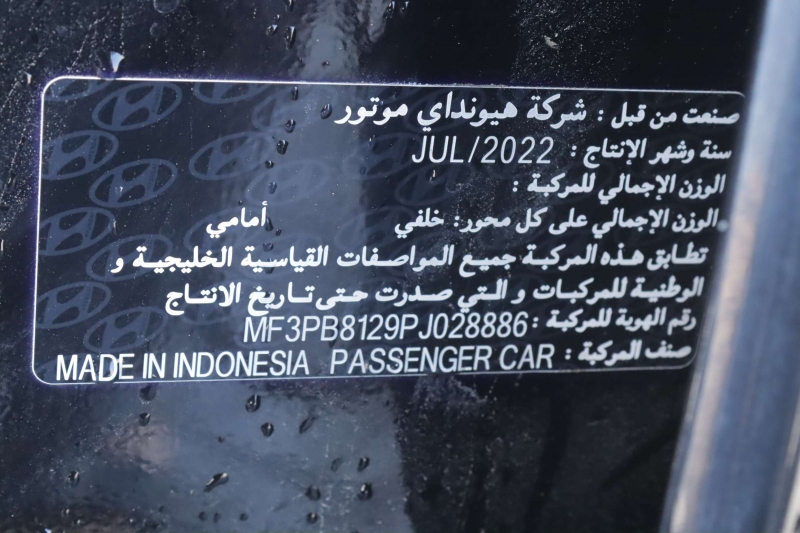 صنعت من قبل : شركة هيونداي موتور
سنة وشهر الإنتاج : JUL/2022
الوزن الإجمالي للمركبة :
الوزن الإجمالي على كل محور: خلفي أمامي
تطابق هذه المركبة جميع المواصفات القياسية الخليجية و
الوطنية للمركبات و التي صدرت حتى تاريخ الانتاج
رقم الهوية للمركبة : MF3PB8129PJ028886
صنف المركبة : MADE IN INDONESIA PASSENGER CAR